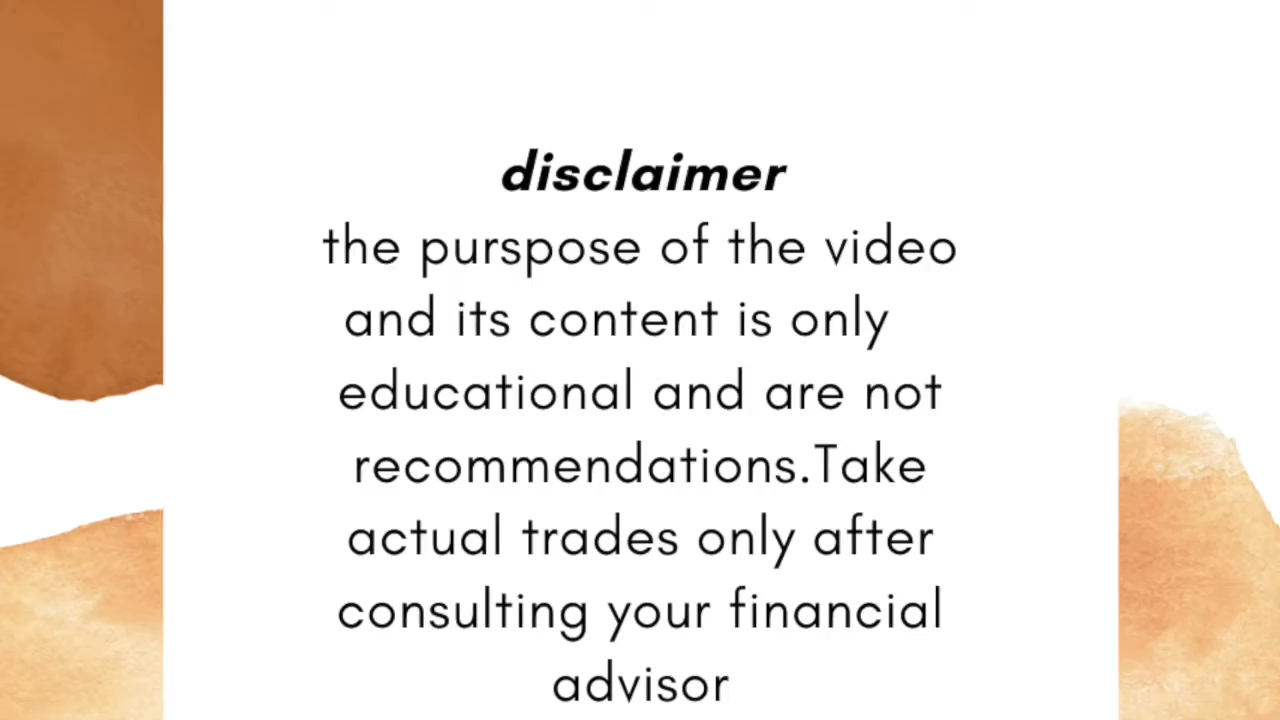 disclaimer
the purspose of the video
and its content is only
educational and are not
recommendations.Take
actual trades only after
consulting your financial
advisor